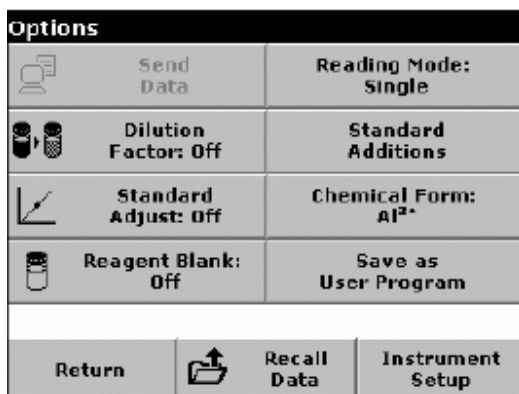 Options
Send
Data
Reading Mode:
Single
Dilution
Factor: Off
Standard
Additions
Standard
Adjust: Off
Chemical Form:
Reagent Blank:
Off
Save as
User Program
Return
Recall
Data
Instrument
Setup